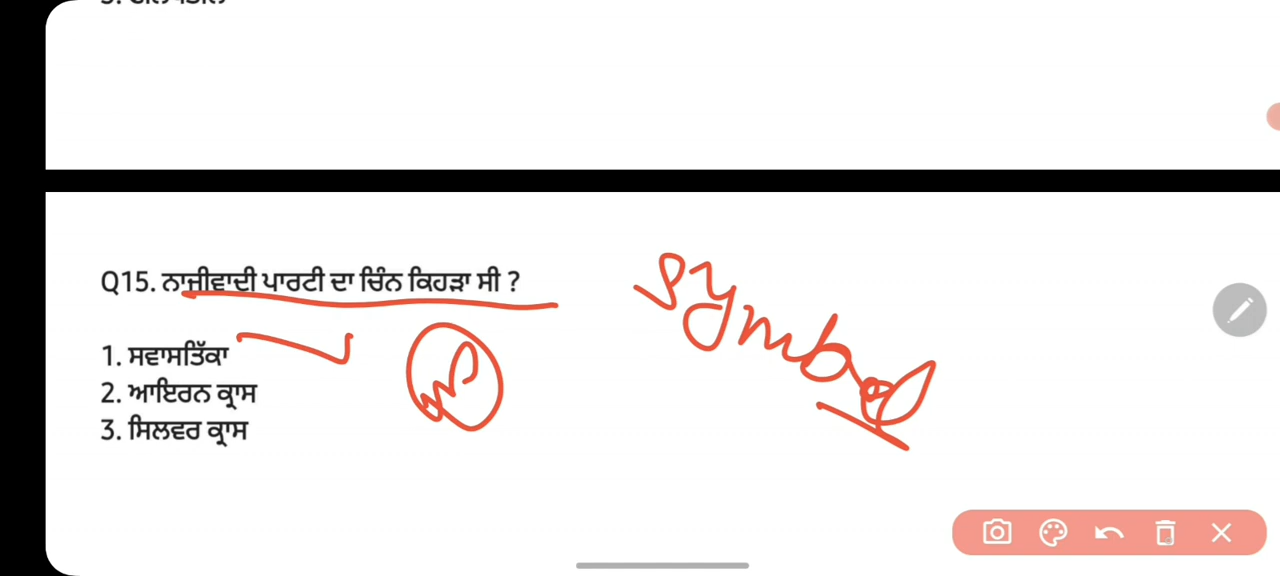 Q15. ਨਾਜੀਵਾਦੀ ਪਾਰਟੀ ਦਾ ਚਿੰਨ ਕਿਹੜਾ ਸੀ ?
symbol
1. ਸਵਾਸਤਿੱਕਾ
2. ਆਇਰਨ ਕ੍ਰਾਸ
3. ਸਿਲਵਰ ਕ੍ਰਾਸ